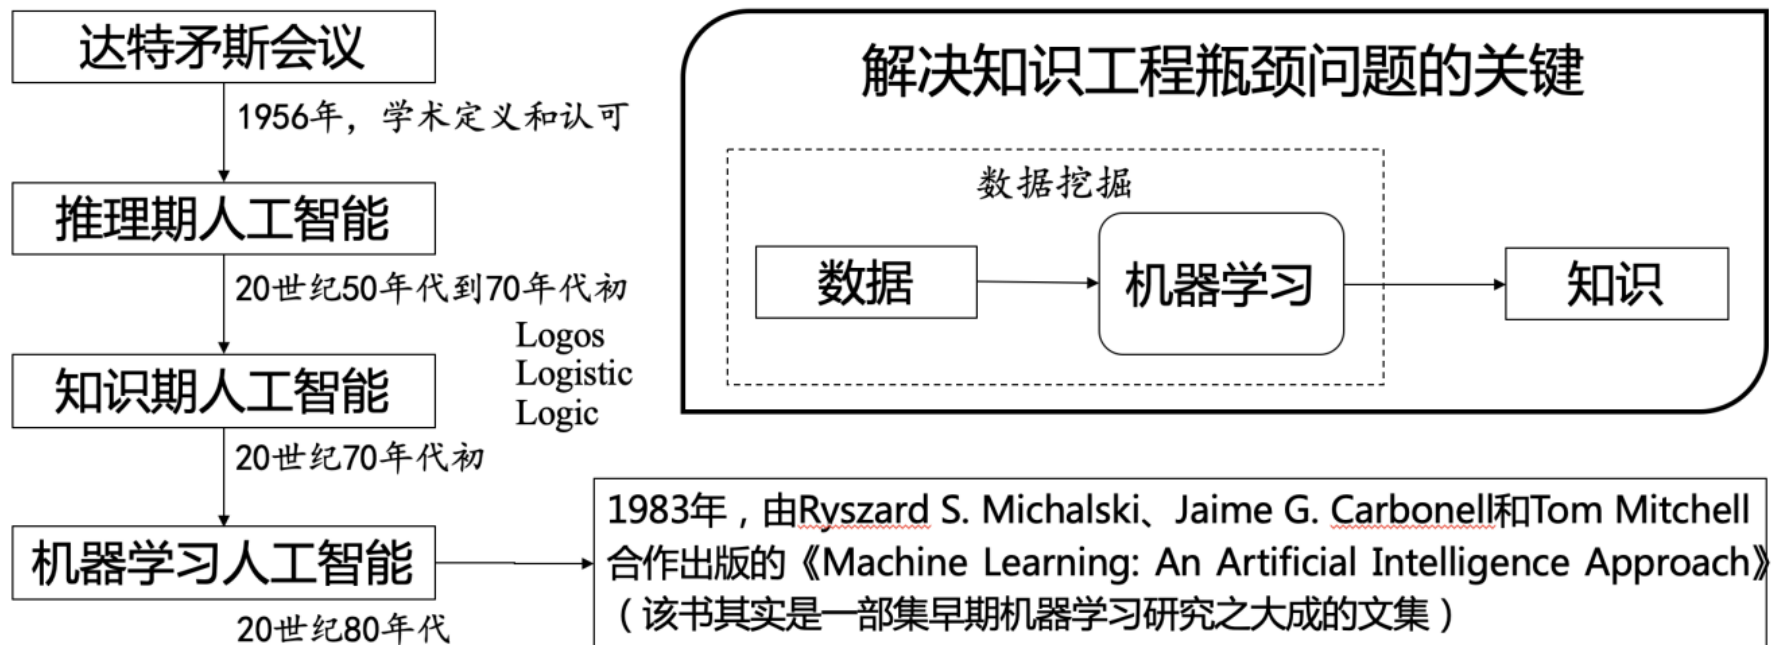 达特矛斯会议
1956年，学术定义和认可
推理期人工智能
20世纪50年代到70年代初
Logos
Logistic
Logic
知识期人工智能
20世纪70年代初
机器学习人工智能
20世纪80年代
解决知识工程瓶颈问题的关键
数据挖掘
数据
机器学习
知识
1983年，由Ryszard S. Michalski、Jaime G. Carbonell和Tom Mitchell
合作出版的《Machine Learning: An Artificial Intelligence Approach》
（该书其实是一部集早期机器学习研究之大成的文集）